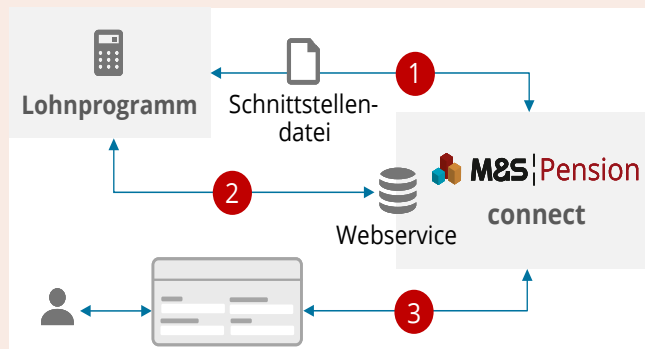 1
Lohnprogramm
Schnittstellen-
datei
M&S Pension
connect
2
Webservice
3